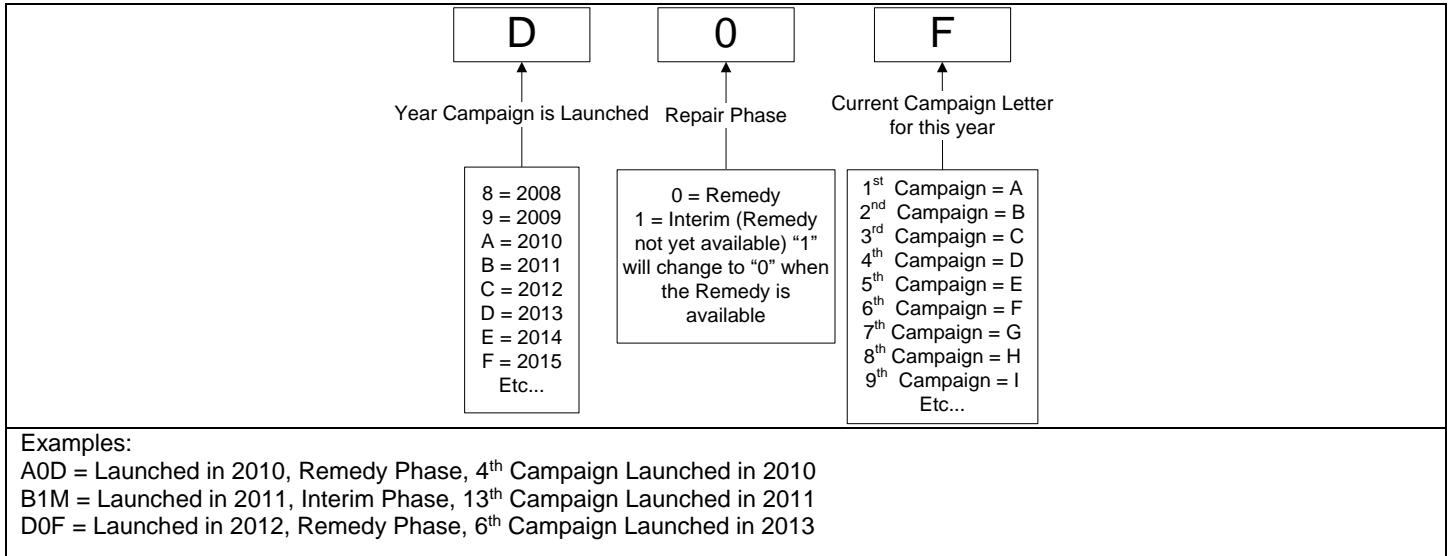 D 0 F
Year Campaign is Launched
Repair Phase
Current Campaign Letter
for this year
8 = 2008
9 = 2009
A = 2010
B = 2011
C = 2012
D = 2013
E = 2014
F = 2015
Etc...
0 = Remedy
1 = Interim (Remedy
not yet available) “1”
will change to “0” when
the Remedy is
available
1st Campaign = A
2nd Campaign = B
3rd Campaign = C
4th Campaign = D
5th Campaign = E
6th Campaign = F
7th Campaign = G
8th Campaign = H
9th Campaign = I
Etc...
Examples:
A0D = Launched in 2010, Remedy Phase, 4th Campaign Launched in 2010
B1M = Launched in 2011, Interim Phase, 13th Campaign Launched in 2011
D0F = Launched in 2012, Remedy Phase, 6th Campaign Launched in 2013